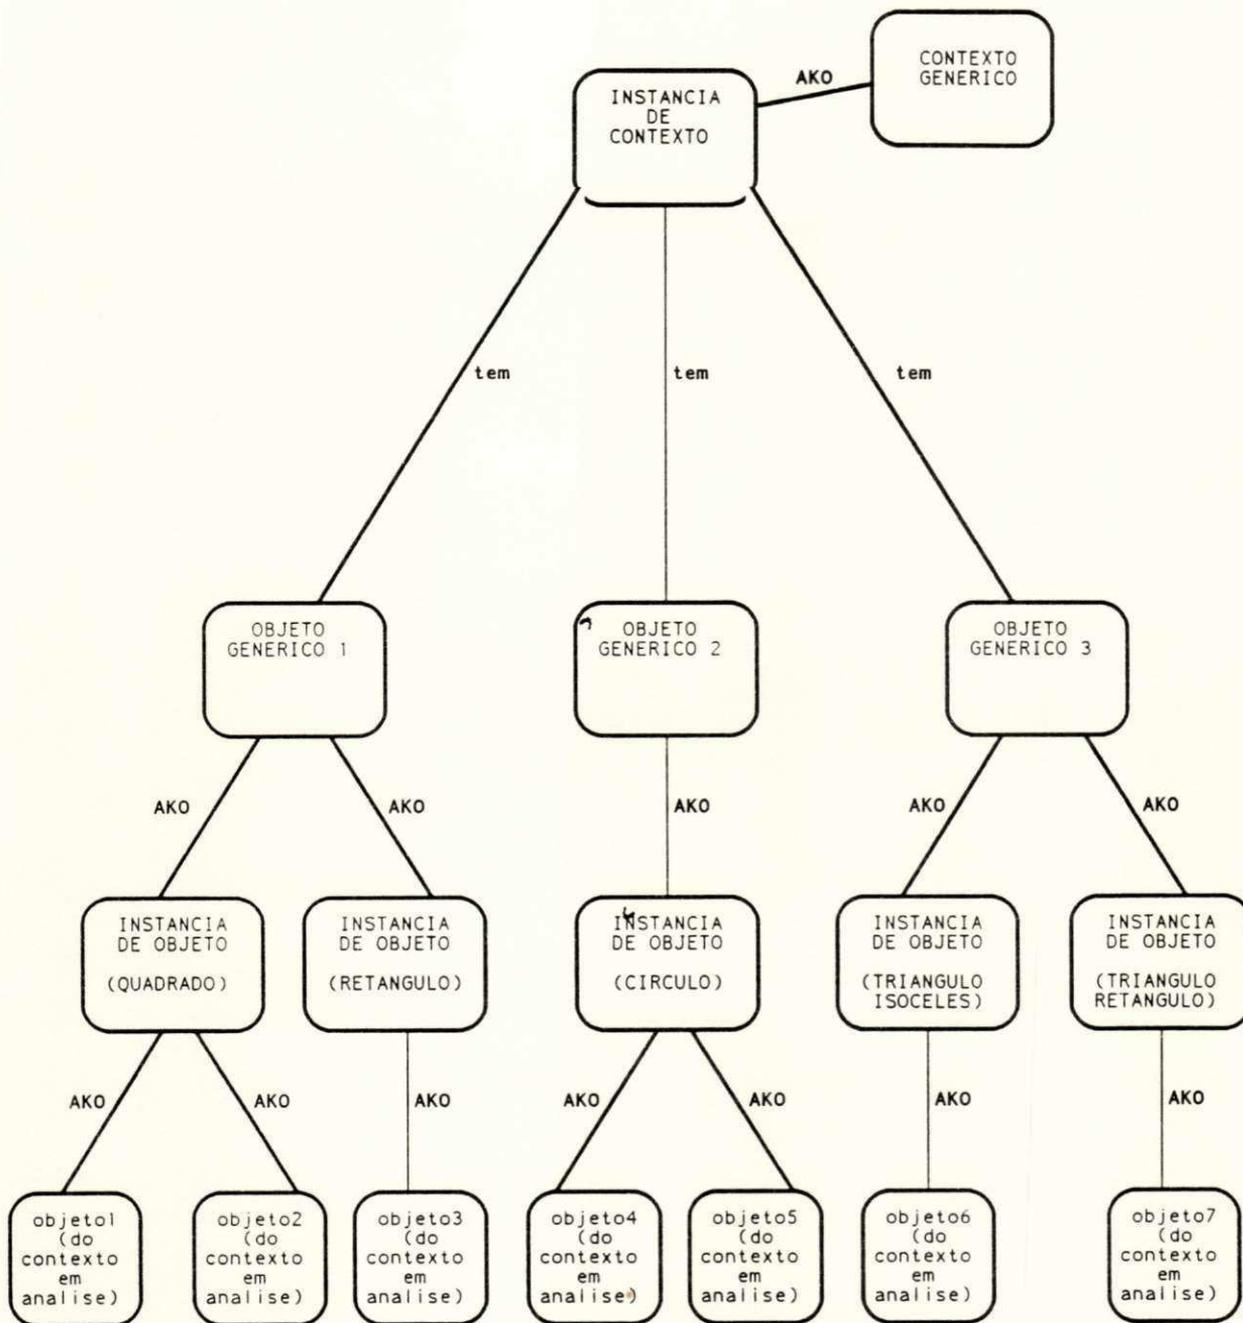 CONTEXTO
GENERICO
AKO
INSTANCIA
DE
CONTEXTO
tem
tem
tem
OBJETO
GENERICO 1
OBJETO
GENERICO 2
OBJETO
GENERICO 3
AKO
AKO
AKO
AKO
AKO
INSTANCIA
DE OBJETO
(QUADRADO)
INSTANCIA
DE OBJETO
(RETANGULO)
INSTANCIA
DE OBJETO
(CIRCULO)
INSTANCIA
DE OBJETO
(TRIANGULO
ISOCELES)
INSTANCIA
DE OBJETO
(TRIANGULO
RETANGULO)
AKO
AKO
AKO
AKO
AKO
AKO
AKO
objeto1
(do
contexto
em
analise)
objeto2
(do
contexto
em
analise)
objeto3
(do
contexto
em
analise)
objeto4
(do
contexto
em
analise)
objeto5
(do
contexto
em
analise)
objeto6
(do
contexto
em
analise)
objeto7
(do
contexto
em
analise)